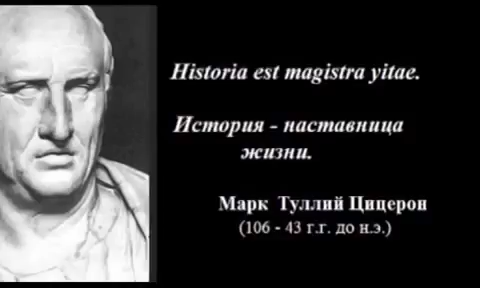 Historia est magistra yitae.
История - наставница
жизни.
Марк Туллий Цицерон
(106 - 43 г.г. до н.э.)